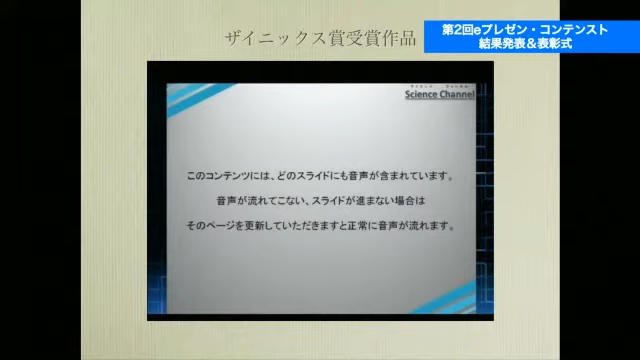 ザイニックス賞受賞作品
第2回eプレゼン・コンテンスト
結果発表＆表彰式
Science Channel
このコンテンツには、どのスライドにも音声が含まれています。
音声が流れてこない、スライドが進まない場合は
そのページを更新していただきますと正常に音声が流れます。